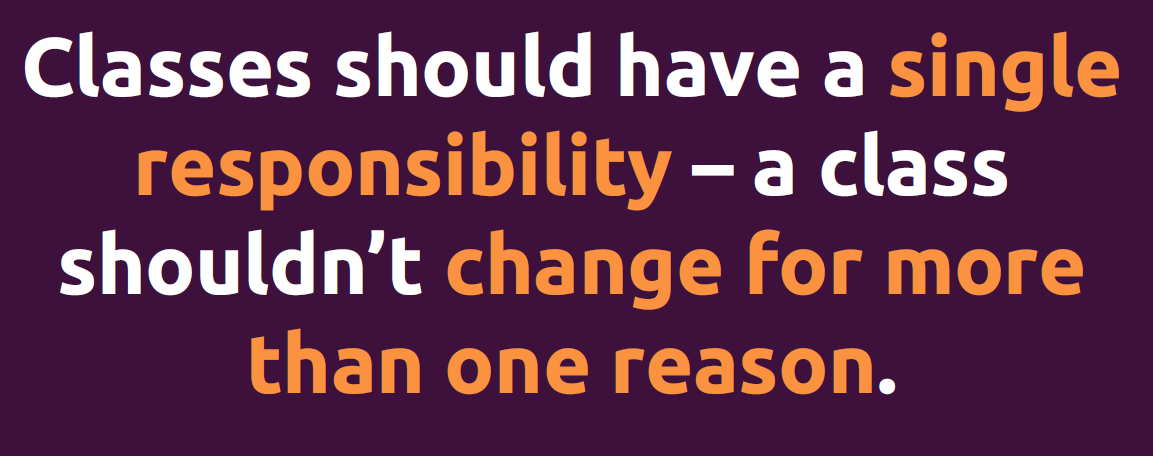 Classes should have a single
responsibility – a class
shouldn’t change for more
than one reason.